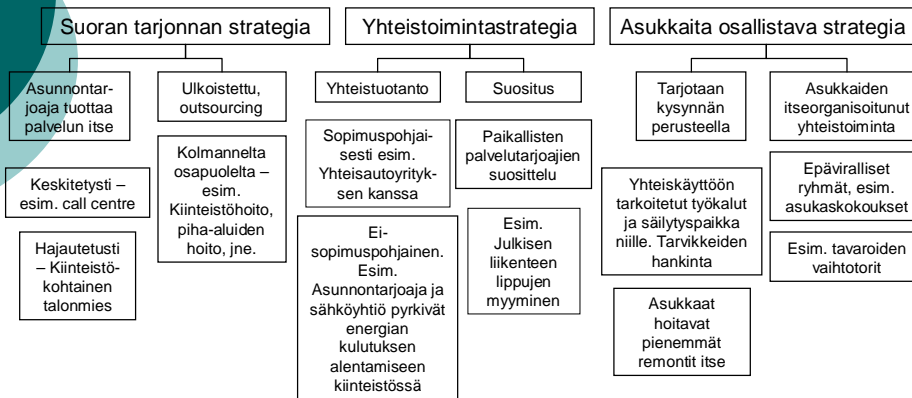 Suoran tarjonnan strategia
Asunnontar-
joaja tuottaa
palvelun itse
Keskitetysti –
esim. call centre
Hajautetusti
– Kiinteistö-
kohtainen
talonmies
Ulkoistettu,
outsourcing
Kolmannelta
osapuolelta –
esim.
Kiinteistöhoito,
piha-aluiden
hoito, jne.
Yhteistoimintastrategia
Yhteistuotanto
Sopimuspohjai-
sesti esim.
Yhteisautoyrityk-
sen kanssa
Ei-
sopimuspohjainen.
Esim.
Asunnontarjoaja ja
sähköyhtiö pyrkivät
energian
kulutuksen
alentamiseen
kiinteistössä
Suositus
Paikallisten
palvelutarjoajien
suosittelu
Esim.
Julkisen
liikenteen
lippujen
myyminen
Asukkaita osallistava strategia
Tarjotaan
kysynnän
perusteella
Yhteiskäyttöön
tarkoitetut työkalut
ja säilytyspaikka
niille. Tarvikkeiden
hankinta
Asukkaat
hoitavat
pienemmät
remontit itse
Asukkaiden
itseorganisoitunut
yhteistoiminta
Epäviralliset
ryhmät, esim.
asukaskokoukset
Esim. tavaroiden
vaihtotorit